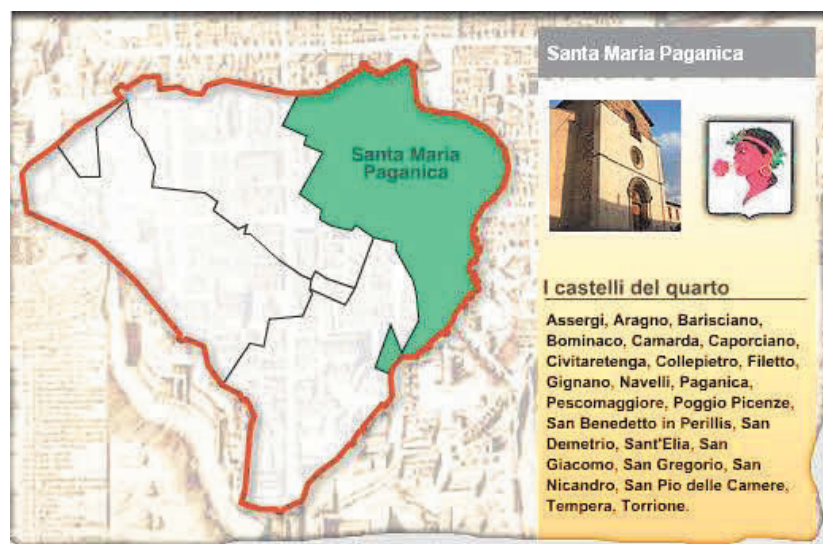 Santa Maria Paganica
Santa Maria
Paganica
I castelli del quarto
Assergi, Aragno, Barisciano,
Bominaco, Camarda, Caporciano,
Civitaretenga, Collepietro, Filetto,
Gignano, Navelli, Paganica,
Pescomaggiore, Poggio Picenze,
San Benedetto in Perillis, San
Demetrio, Sant'Elia, San
Giacomo, San Gregorio, San
Nicandro, San Pio delle Camere,
Tempera, Torrione.